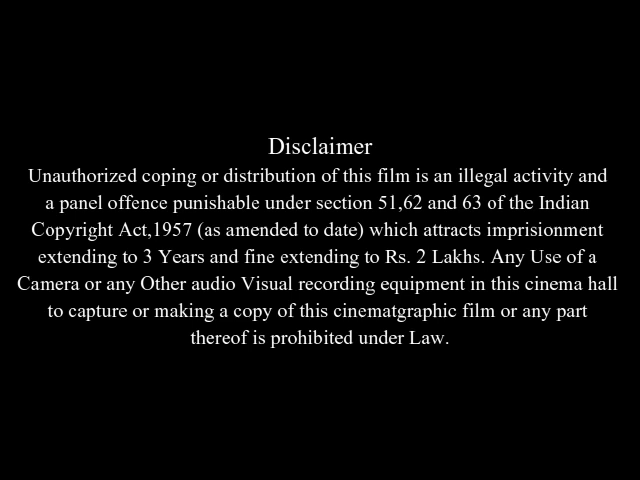 Disclaimer
Unauthorized coping or distribution of this film is an illegal activity and
a panel offence punishable under section 51,62 and 63 of the Indian
Copyright Act,1957 (as amended to date) which attracts imprisionment
extending to 3 Years and fine extending to Rs. 2 Lakhs. Any Use of a
Camera or any Other audio Visual recording equipment in this cinema hall
to capture or making a copy of this cinematgraphic film or any part
thereof is prohibited under Law.